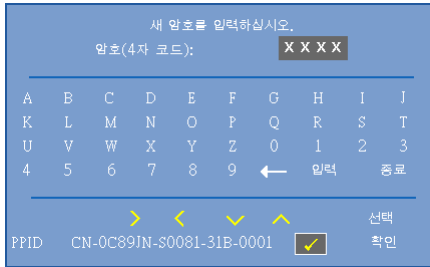 새 암호를 입력하십시오.
암호(4자 코드): X X X X
A B C D E F G H I J
K L M N O P Q R S T
U V W X Y Z 0 1 2 3
4 5 6 7 8 9 ← 입력 종료
선택
PPID CN-0C89JN-S0081-31B-0001 ✓ 확인